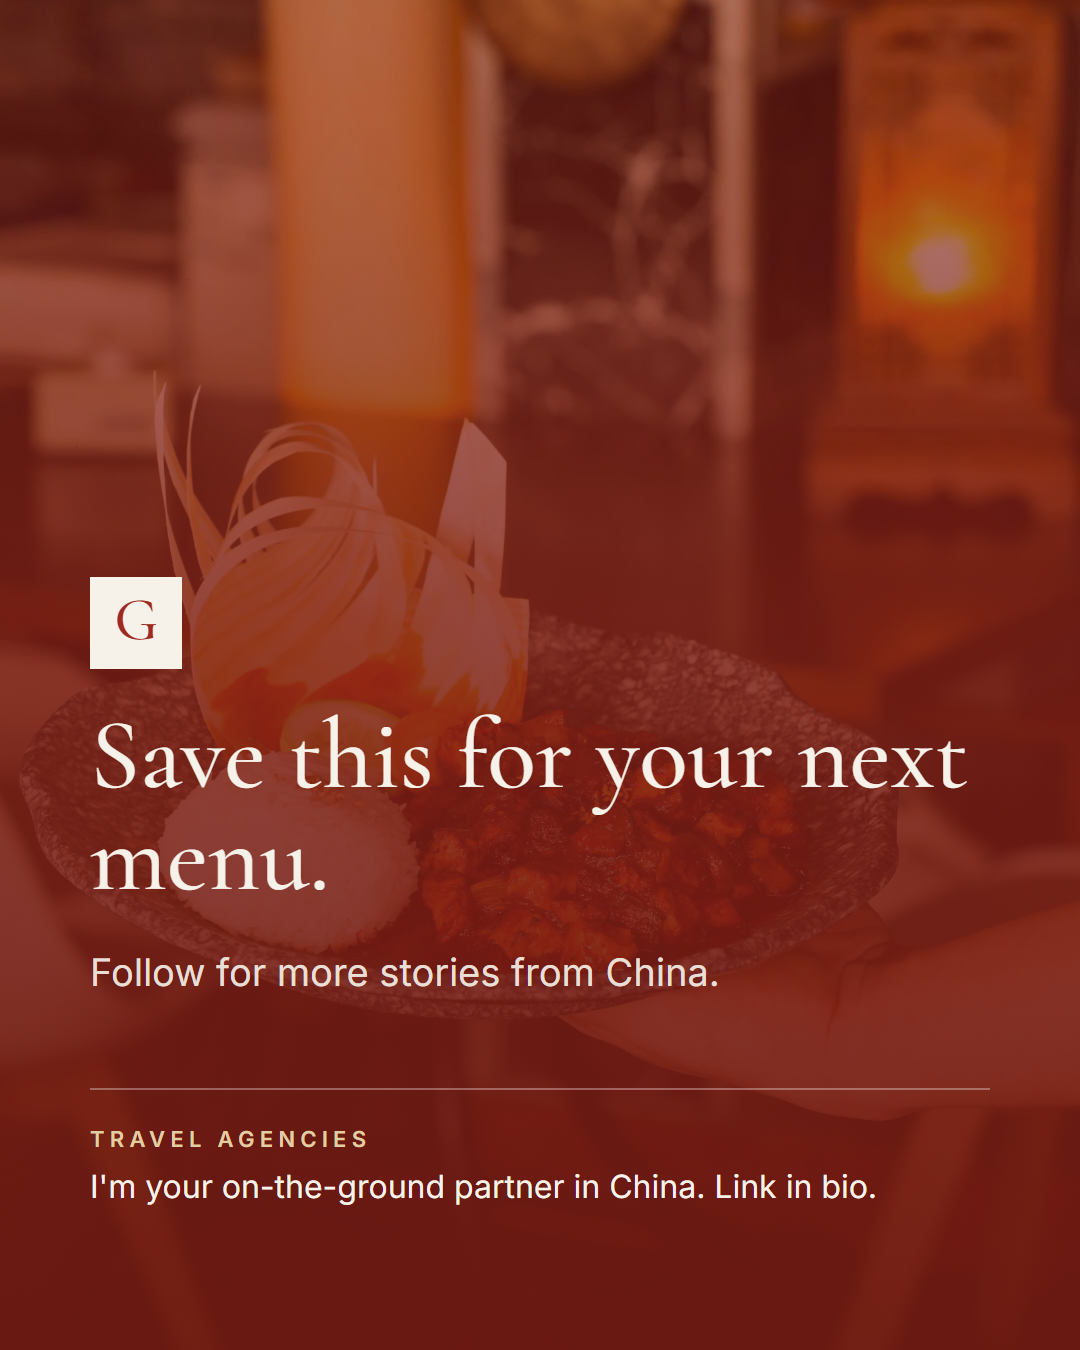 G
Save this for your next
menu.
Follow for more stories from China.
TRAVEL AGENCIES
I'm your on-the-ground partner in China. Link in bio.